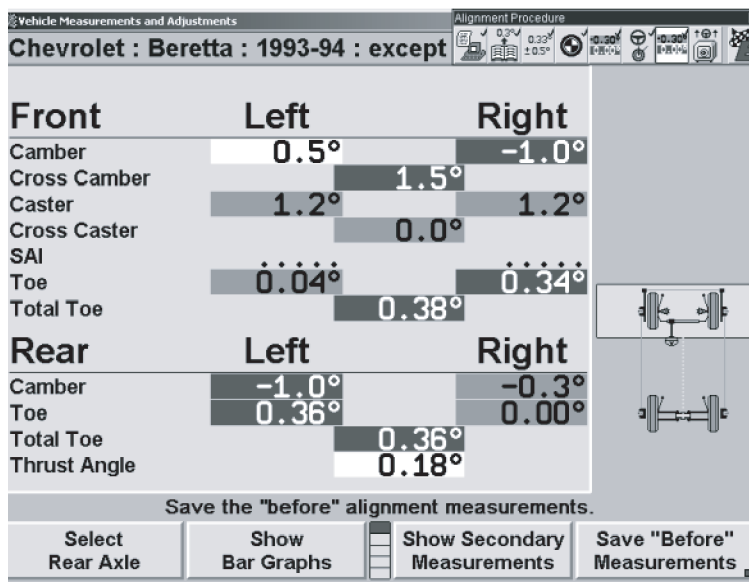 Vehicle Measurements and Adjustments
Alignment Procedure
Chevrolet : Beretta : 1993-94 : except
0.3°
0.33°
±0.5°
-0.30°
-0.30°
Front Left Right
Camber 0.5° -1.0°
Cross Camber 1.5°
Caster 1.2° 1.2°
Cross Caster 0.0°
SAI ..... .....
Toe 0.04° 0.34°
Total Toe 0.38°
Rear Left Right
Camber -1.0° -0.3°
Toe 0.36° 0.00°
Total Toe 0.36°
Thrust Angle 0.18°
Save the "before" alignment measurements.
Select
Rear Axle
Show
Bar Graphs
Show Secondary
Measurements
Save "Before"
Measurements